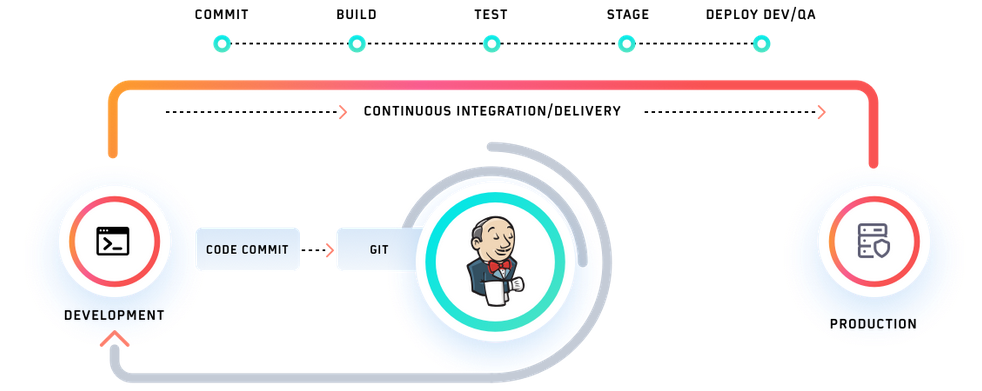 COMMIT
BUILD
TEST
STAGE
DEPLOY DEV/QA
CONTINUOUS INTEGRATION/DELIVERY
CODE COMMIT
GIT
DEVELOPMENT
PRODUCTION